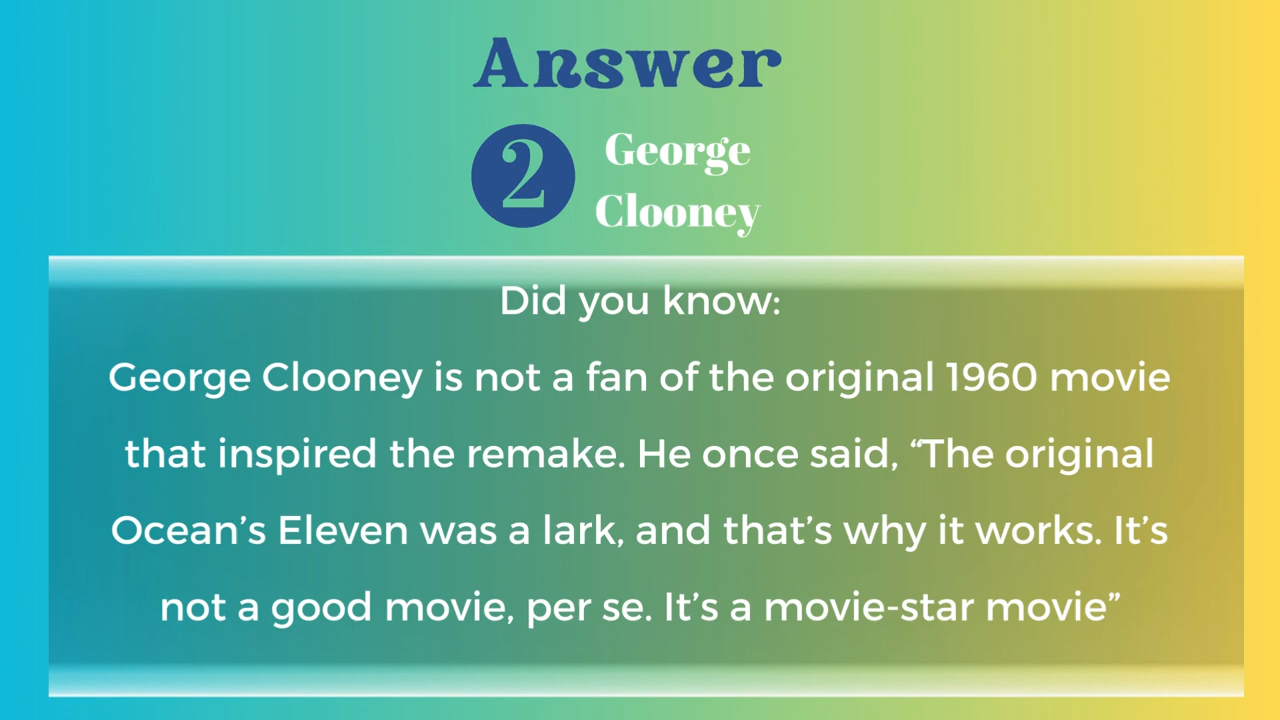 Answer
2
George
Clooney
Did you know:
George Clooney is not a fan of the original 1960 movie
that inspired the remake. He once said, “The original
Ocean’s Eleven was a lark, and that’s why it works. It’s
not a good movie, per se. It’s a movie-star movie”